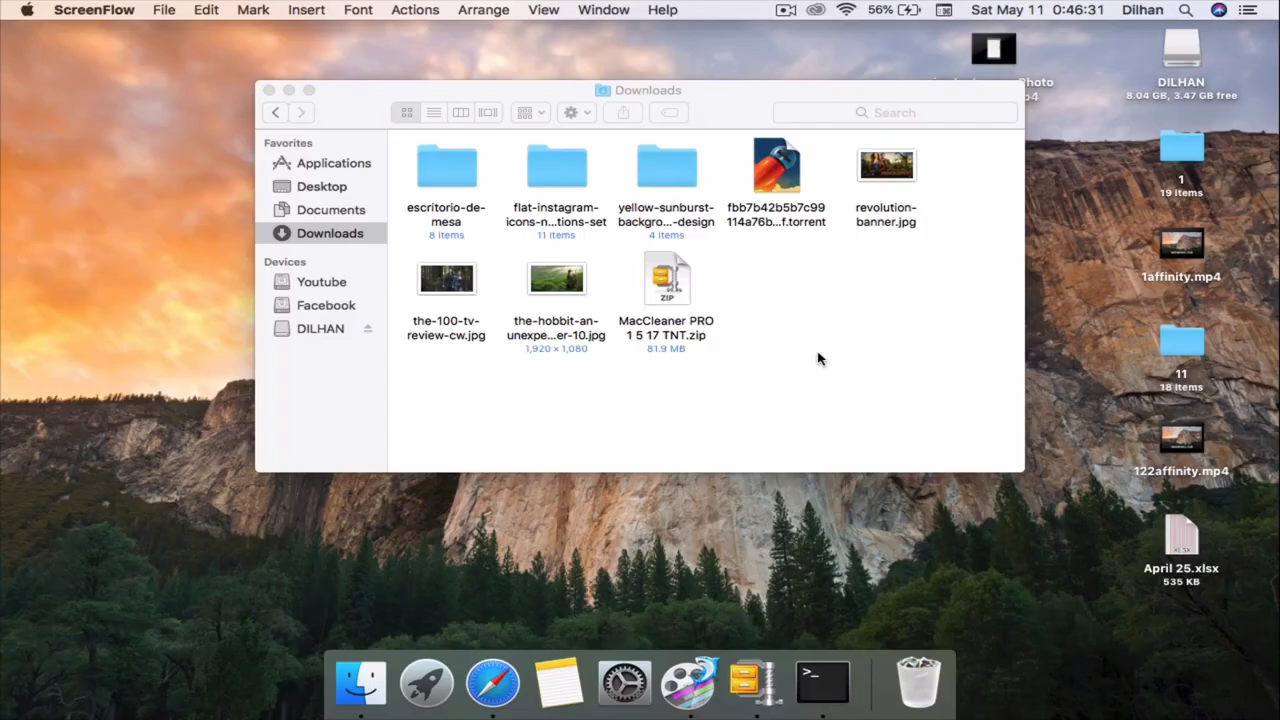 ScreenFlow File Edit Mark Insert Font Actions Arrange View Window Help 56% Sat May 11 0:46:31 Dilhan
Downloads
Search
Favorites
Applications
Desktop
Documents
Downloads
Devices
Youtube
Facebook
DILHAN
escritorio-de-
mesa
8 items
flat-instagram-
icons-n...tions-set
11 items
yellow-sunburst-
backgro...-design
4 items
fbb7b42b5b7c99
114a76b...f.torrent
revolution-
banner.jpg
the-100-tv-
review-cw.jpg
the-hobbit-an-
unexpe...er-10.jpg
1,920 × 1,080
ZIP
MacCleaner PRO
1 5 17 TNT.zip
81.9 MB
Photo
p4
DILHAN
8.04 GB, 3.47 GB free
1
19 items
1affinity.mp4
11
18 items
122affinity.mp4
XLSX
April 25.xlsx
535 KB
>_